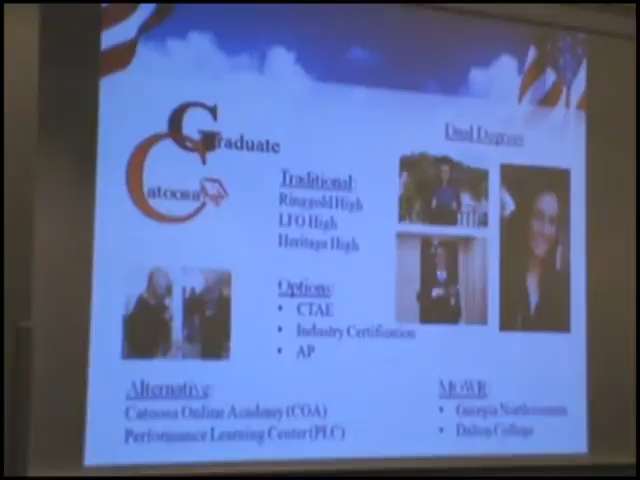 Graduate
Catoosa
Dual Degrees
Traditional:
Ringgold High
LFO High
Heritage High
Options:
• CTAE
• Industry Certification
• AP
Alternative:
Catoosa Online Academy (COA)
Performance Learning Center (PLC)
MOWR
• Georgia Northwestern
• Dalton College